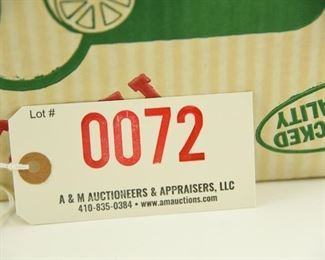 Lot #
0072
A & M AUCTIONEERS & APPRAISERS, LLC
410-835-0384 • www.amauctions.com